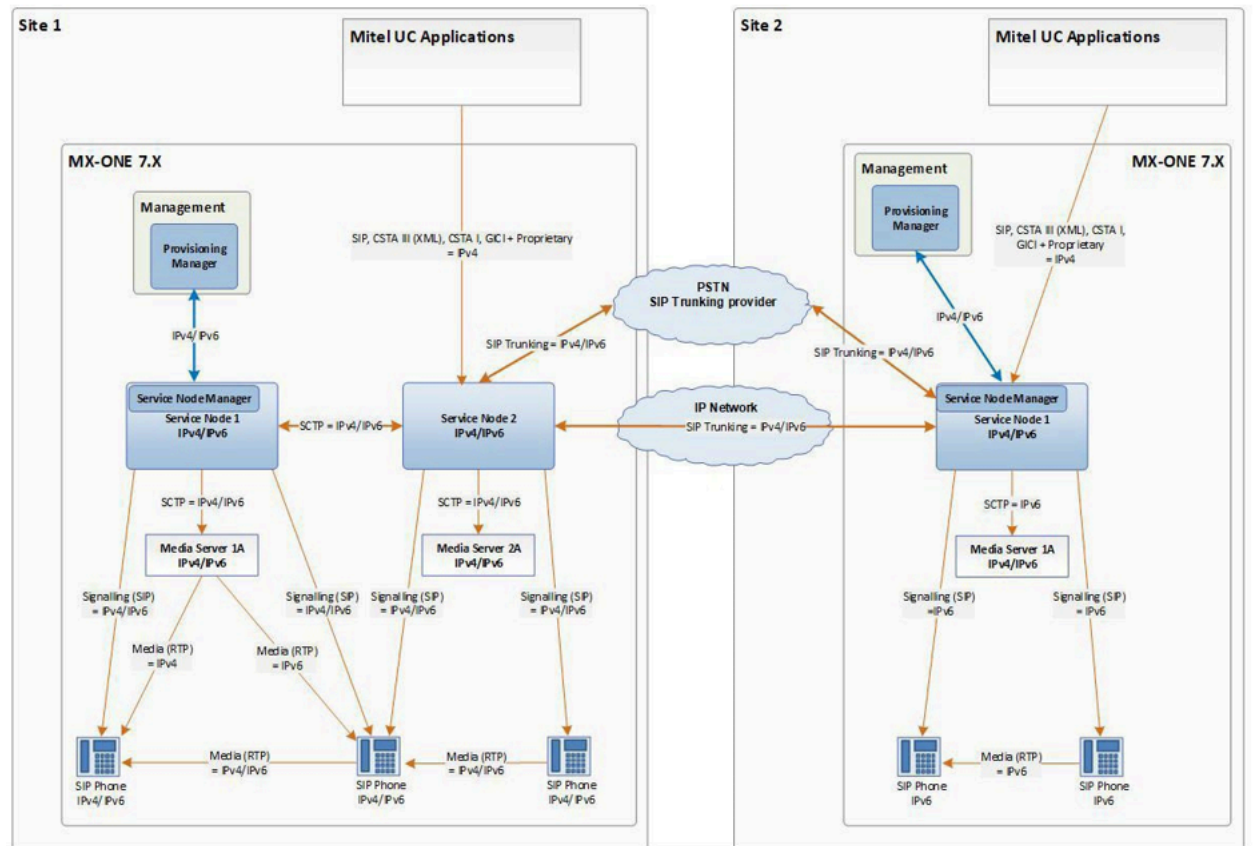 Site 1
Mitel UC Applications
MX-ONE 7.X
Management
Provisioning
Manager
IPv4/IPv6
SIP, CSTA III (XML), CSTA I, GICI + Proprietary
= IPv4
SIP Trunking = IPv4/IPv6
Service Node Manager
Service Node 1
IPv4/IPv6
SCTP = IPv4/IPv6
Service Node 2
IPv4/IPv6
SCTP = IPv4/IPv6
SCTP = IPv4/IPv6
Media Server 1A
IPv4/IPv6
Media Server 2A
IPv4/IPv6
Signalling (SIP)
= IPv4/IPv6
Signalling (SIP)
= IPv4/IPv6
Signalling (SIP)
= IPv4/IPv6
Signalling (SIP)
= IPv4/IPv6
Media (RTP)
= IPv4
Media (RTP)
= IPv6
Media (RTP)
= IPv4/IPv6
Media (RTP)
= IPv4/IPv6
SIP Phone
IPv4/IPv6
SIP Phone
IPv4/IPv6
SIP Phone
IPv4/IPv6
PSTN
SIP Trunking provider
IP Network
SIP Trunking = IPv4/IPv6
Site 2
Mitel UC Applications
MX-ONE 7.X
Management
Provisioning
Manager
SIP, CSTA III (XML), CSTA I,
GICI + Proprietary
= IPv4
IPv4/IPv6
SIP Trunking = IPv4/IPv6
Service Node Manager
Service Node 1
IPv4/IPv6
SCTP = IPv6
Media Server 1A
IPv4/IPv6
Signalling (SIP)
=IPv6
Signalling (SIP)
= IPv6
Media (RTP)
= IPv6
SIP Phone
IPv6
SIP Phone
IPv6